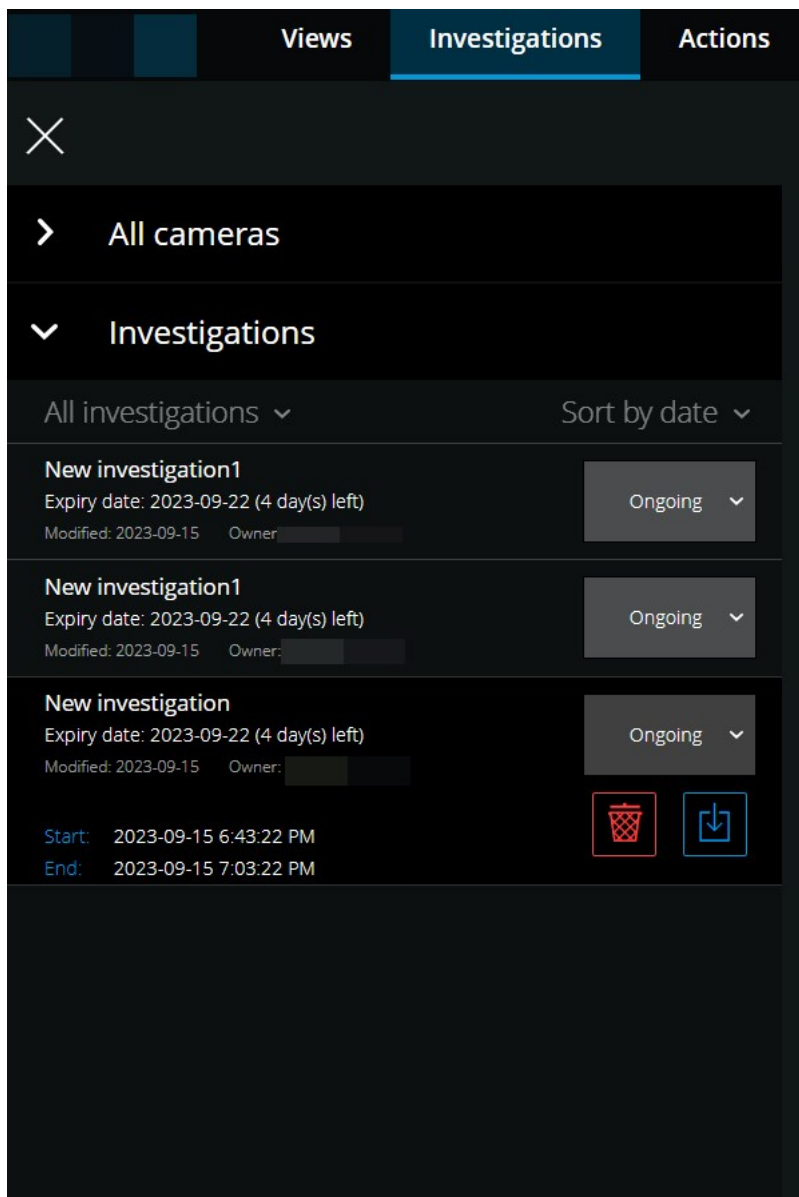 Views Investigations Actions
All cameras
Investigations
All investigations Sort by date
New investigation1
Expiry date: 2023-09-22 (4 day(s) left)
Ongoing
Modified: 2023-09-15 Owner
New investigation1
Expiry date: 2023-09-22 (4 day(s) left)
Ongoing
Modified: 2023-09-15 Owner:
New investigation
Expiry date: 2023-09-22 (4 day(s) left)
Ongoing
Modified: 2023-09-15 Owner:
Start: 2023-09-15 6:43:22 PM
End: 2023-09-15 7:03:22 PM